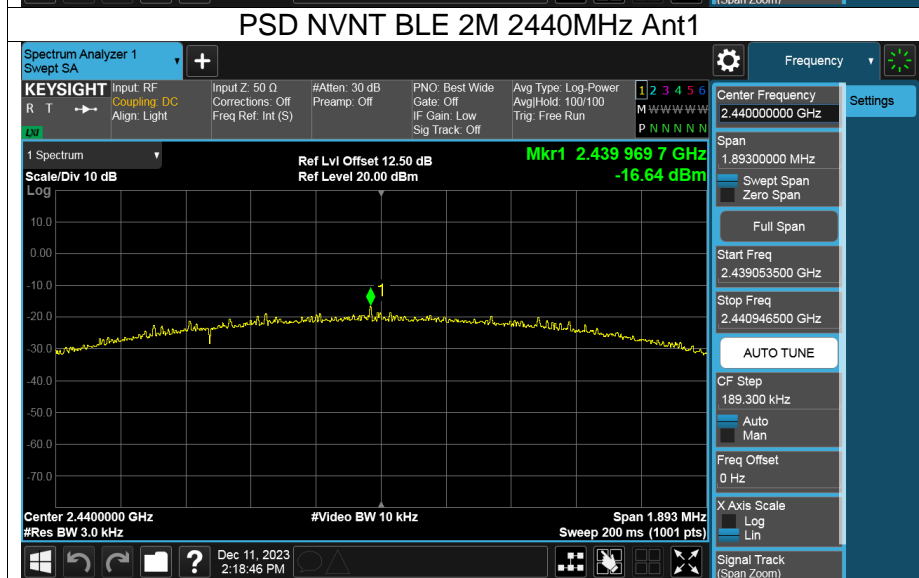 (Span Zoom)
PSD NVNT BLE 2M 2440MHz Ant1
Spectrum Analyzer 1
Swept SA
+
Frequency
KEYSIGHT
R T
LXI
Input: RF
Coupling: DC
Align: Light
Input Z: 50 Ω
Corrections: Off
Freq Ref: Int (S)
#Atten: 30 dB
Preamp: Off
PNO: Best Wide
Gate: Off
IF Gain: Low
Sig Track: Off
Avg Type: Log-Power
Avg|Hold: 100/100
Trig: Free Run
1 2 3 4 5 6
M W W W W W
P N N N N N
Center Frequency
2.440000000 GHz
Settings
Span
1.89300000 MHz
Swept Span
Zero Span
Full Span
Start Freq
2.439053500 GHz
Stop Freq
2.440946500 GHz
AUTO TUNE
CF Step
189.300 kHz
Auto
Man
Freq Offset
0 Hz
X Axis Scale
Log
Lin
Signal Track
(Span Zoom)
1 Spectrum
Scale/Div 10 dB
Ref Lvl Offset 12.50 dB
Ref Level 20.00 dBm
Mkr1 2.439 969 7 GHz
-16.64 dBm
Log
10.0
0.00
-10.0
-20.0
-30.0
-40.0
-50.0
-60.0
-70.0
1
Center 2.4400000 GHz
#Res BW 3.0 kHz
#Video BW 10 kHz
Span 1.893 MHz
Sweep 200 ms (1001 pts)
?
Dec 11, 2023
2:18:46 PM